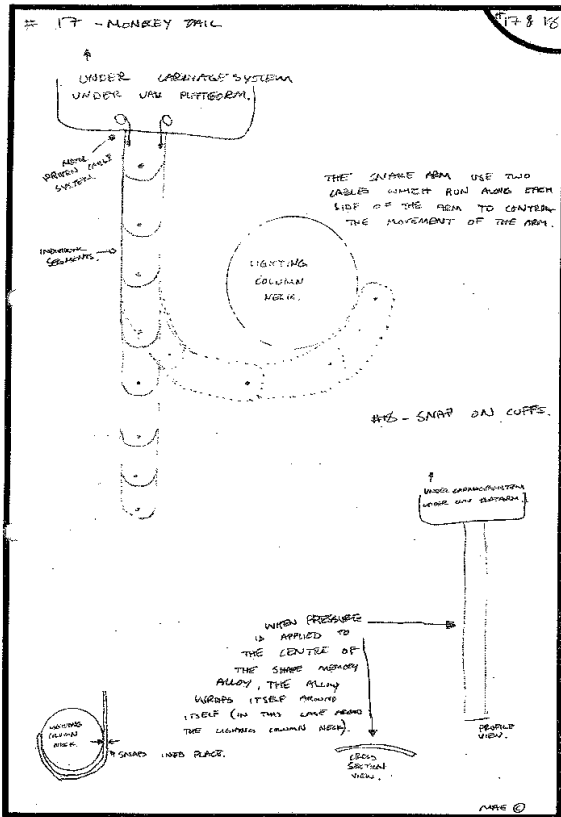 # 17 - MONKEY TAIL
#17 & 18
UNDER CARRIAGE SYSTEM
UNDER UAV PLATFORM.
MOTOR
DRIVEN CABLE
SYSTEM.
INDIVIDUAL
SEGMENTS.
THE SNAKE ARM USE TWO
CABLES WHICH RUN ALONG EACH
SIDE OF THE ARM TO CONTROL
THE MOVEMENT OF THE ARM.
LIGHTING
COLUMN
NECK.
#18 - SNAP ON CUFFS.
UNDER CARRIAGE SYSTEM
UNDER UAV PLATFORM.
WHEN PRESSURE
IS APPLIED TO
THE CENTRE OF
THE SHAPE MEMORY
ALLOY, THE ALLOY
WRAPS ITSELF AROUND
ITSELF (IN THIS CASE AROUND
THE LIGHTING COLUMN NECK).
LIGHTING
COLUMN
NECK.
SNAPS INTO PLACE.
CROSS
SECTION
VIEW.
PROFILE
VIEW.
MAE ©